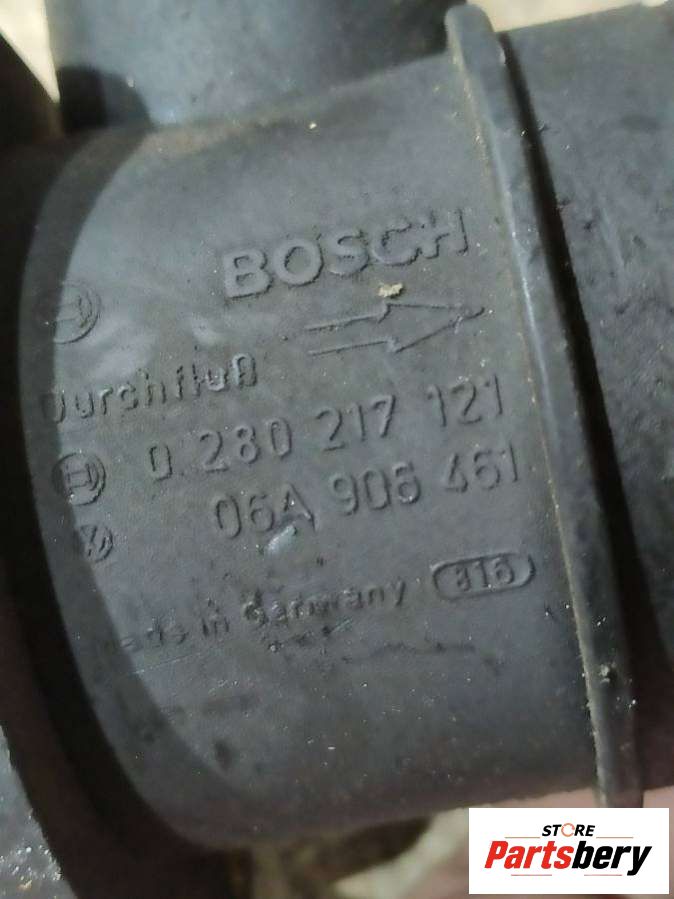 BOSCH
Durchfluß
0 280 217 121
06A 906 461
made in Germany 816
STORE
Partsbery